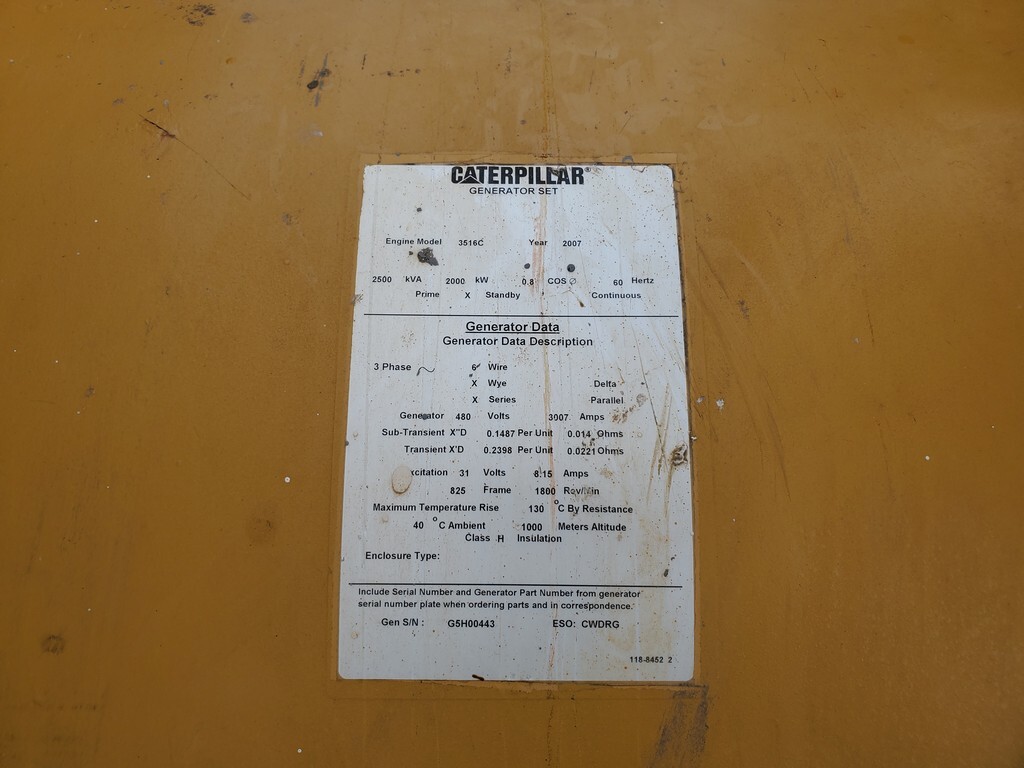 CATERPILLAR®
GENERATOR SET
Engine Model 3516C Year 2007
2500 kVA 2000 kW 0.8 COS Ø 60 Hertz
Prime X Standby Continuous
Generator Data
Generator Data Description
3 Phase 6 Wire
X Wye Delta
X Series Parallel
Generator 480 Volts 3007 Amps
Sub-Transient X"D 0.1487 Per Unit 0.014 Ohms
Transient X'D 0.2398 Per Unit 0.0221 Ohms
xcitation 31 Volts 8.15 Amps
825 Frame 1800 Rev/Min
Maximum Temperature Rise 130 °C By Resistance
40 °C Ambient 1000 Meters Altitude
Class H Insulation
Enclosure Type:
Include Serial Number and Generator Part Number from generator
serial number plate when ordering parts and in correspondence.
Gen S/N : G5H00443 ESO: CWDRG
118-8452 2